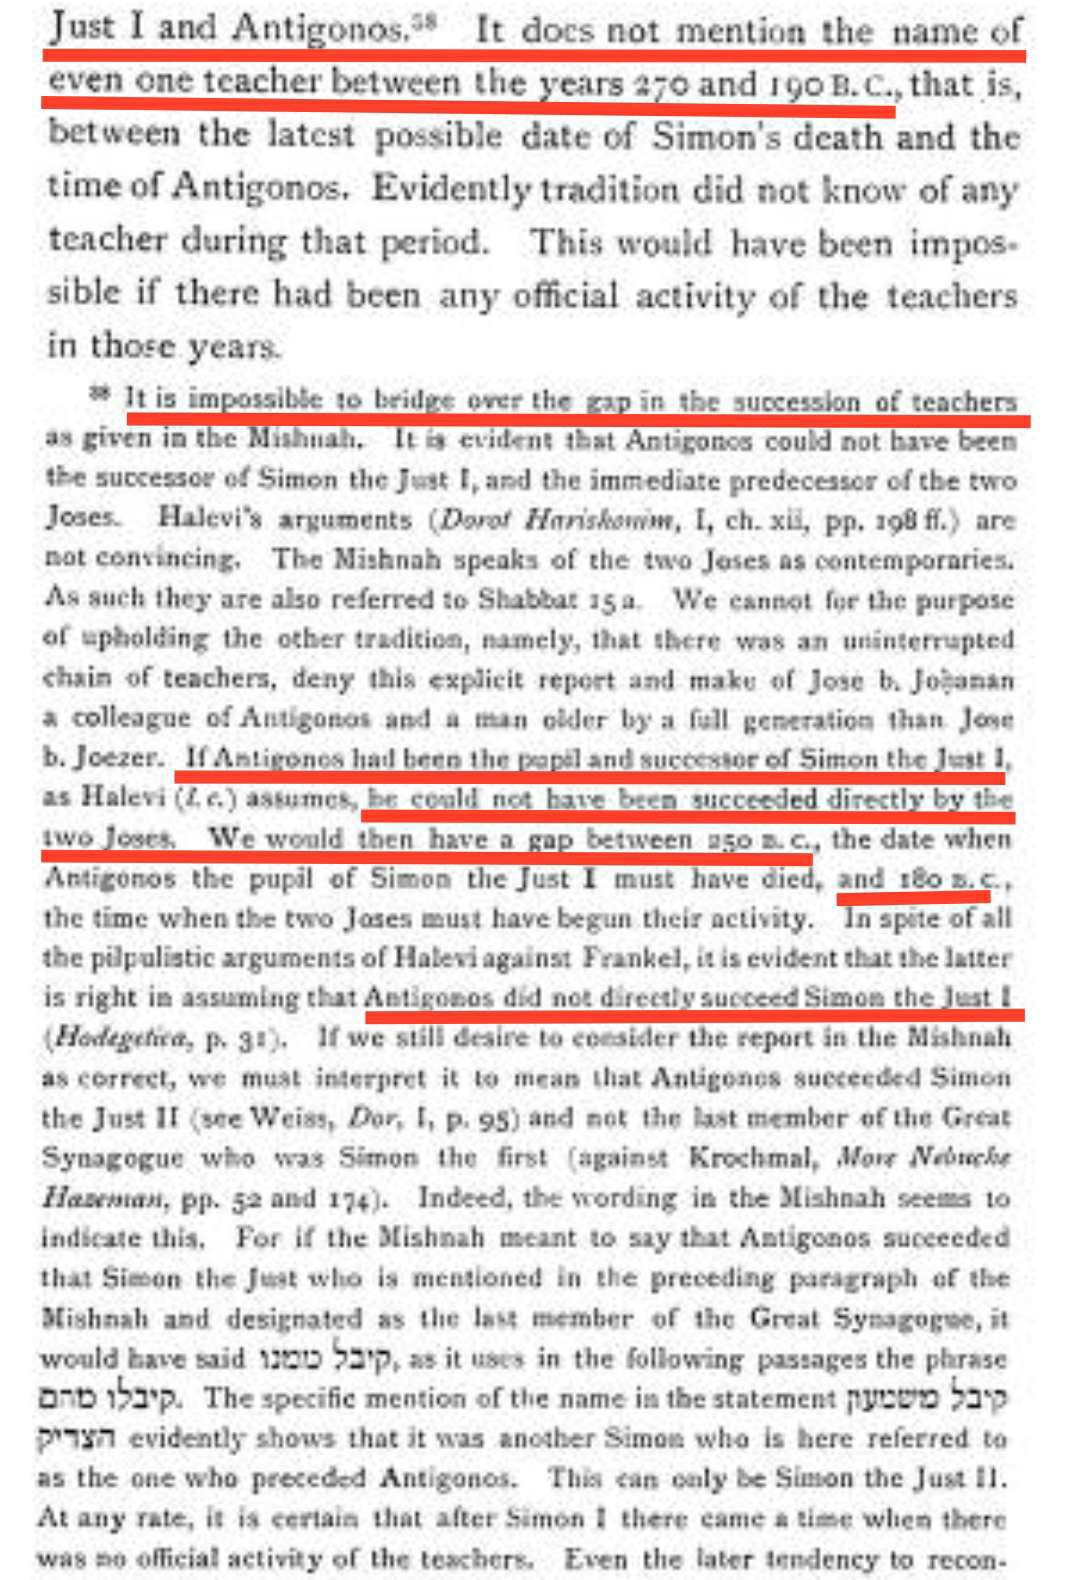 Just I and Antigonos.³⁸ It does not mention the name of
even one teacher between the years 270 and 190 B. C., that is,
between the latest possible date of Simon's death and the
time of Antigonos. Evidently tradition did not know of any
teacher during that period. This would have been impos-
sible if there had been any official activity of the teachers
in those years.
³⁸ It is impossible to bridge over the gap in the succession of teachers
as given in the Mishnah. It is evident that Antigonos could not have been
the successor of Simon the Just I, and the immediate predecessor of the two
Joses. Halevi's arguments (Dorot Harishonim, I, ch. xii, pp. 198 ff.) are
not convincing. The Mishnah speaks of the two Joses as contemporaries.
As such they are also referred to Shabbat 15 a. We cannot for the purpose
of upholding the other tradition, namely, that there was an uninterrupted
chain of teachers, deny this explicit report and make of Jose b. Joḥanan
a colleague of Antigonos and a man older by a full generation than Jose
b. Joezer. If Antigonos had been the pupil and successor of Simon the Just I,
as Halevi (l. c.) assumes, he could not have been succeeded directly by the
two Joses. We would then have a gap between 250 B. C., the date when
Antigonos the pupil of Simon the Just I must have died, and 180 B. C.,
the time when the two Joses must have begun their activity. In spite of all
the pilpulistic arguments of Halevi against Frankel, it is evident that the latter
is right in assuming that Antigonos did not directly succeed Simon the Just I
(Hodegetica, p. 31). If we still desire to consider the report in the Mishnah
as correct, we must interpret it to mean that Antigonos succeeded Simon
the Just II (see Weiss, Dor, I, p. 95) and not the last member of the Great
Synagogue who was Simon the first (against Krochmal, More Nebuche
Hazeman, pp. 52 and 174). Indeed, the wording in the Mishnah seems to
indicate this. For if the Mishnah meant to say that Antigonos succeeded
that Simon the Just who is mentioned in the preceding paragraph of the
Mishnah and designated as the last member of the Great Synagogue, it
would have said קיבל ממנו, as it uses in the following passages the phrase
קיבלו מהם. The specific mention of the name in the statement קיבל משמעון
הצדיק evidently shows that it was another Simon who is here referred to
as the one who preceded Antigonos. This can only be Simon the Just II.
At any rate, it is certain that after Simon I there came a time when there
was no official activity of the teachers. Even the later tendency to recon-